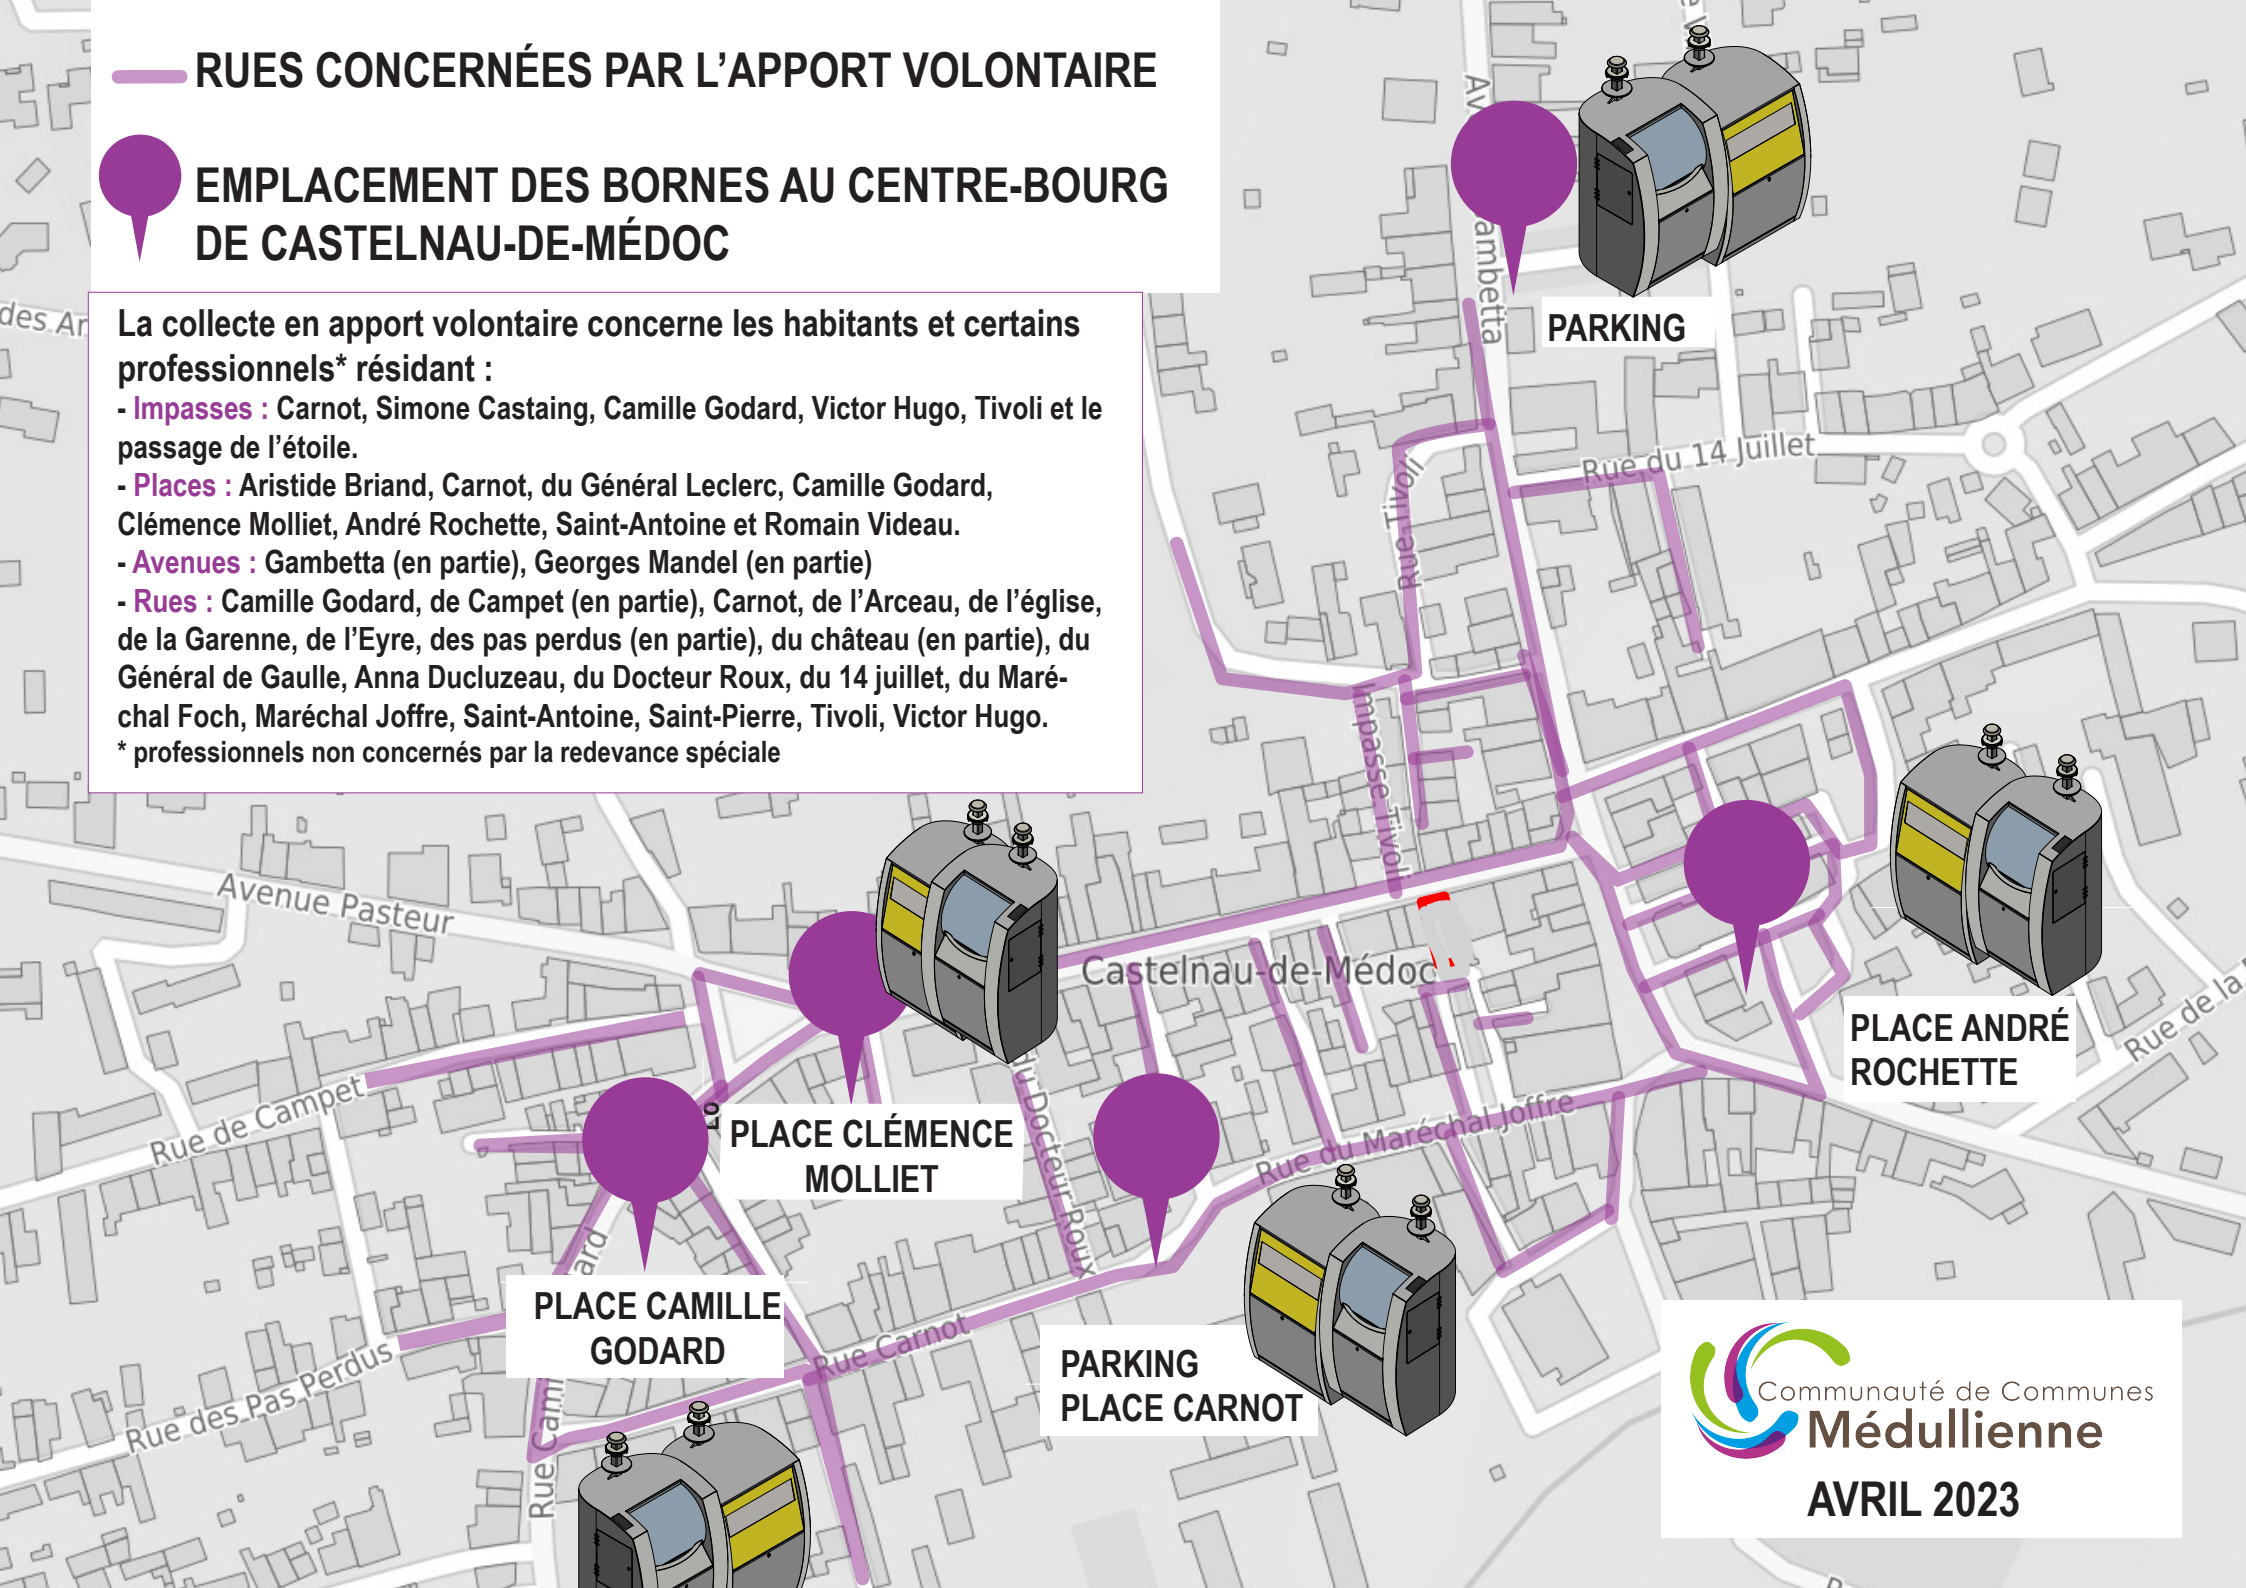 RUES CONCERNÉES PAR L’APPORT VOLONTAIRE
EMPLACEMENT DES BORNES AU CENTRE-BOURG
DE CASTELNAU-DE-MÉDOC
La collecte en apport volontaire concerne les habitants et certains
professionnels* résidant :
- Impasses : Carnot, Simone Castaing, Camille Godard, Victor Hugo, Tivoli et le
passage de l’étoile.
- Places : Aristide Briand, Carnot, du Général Leclerc, Camille Godard,
Clémence Molliet, André Rochette, Saint-Antoine et Romain Videau.
- Avenues : Gambetta (en partie), Georges Mandel (en partie)
- Rues : Camille Godard, de Campet (en partie), Carnot, de l’Arceau, de l’église,
de la Garenne, de l’Eyre, des pas perdus (en partie), du château (en partie), du
Général de Gaulle, Anna Ducluzeau, du Docteur Roux, du 14 juillet, du Maré-
chal Foch, Maréchal Joffre, Saint-Antoine, Saint-Pierre, Tivoli, Victor Hugo.
* professionnels non concernés par la redevance spéciale
des Ar
Av
ambetta
PARKING
Rue du 14 Juillet
Rue Tivoli
Impasse Tivoli
Avenue Pasteur
Castelnau-de-Médoc
PLACE ANDRÉ
ROCHETTE
Rue de la
Rue de Campet
PLACE CLÉMENCE
MOLLIET
du Docteur Roux
Rue du Maréchal Joffre
ard
PLACE CAMILLE
GODARD
Rue Carnot
PARKING
PLACE CARNOT
Rue des Pas Perdus
Rue Cami
Communauté de Communes
Médullienne
AVRIL 2023